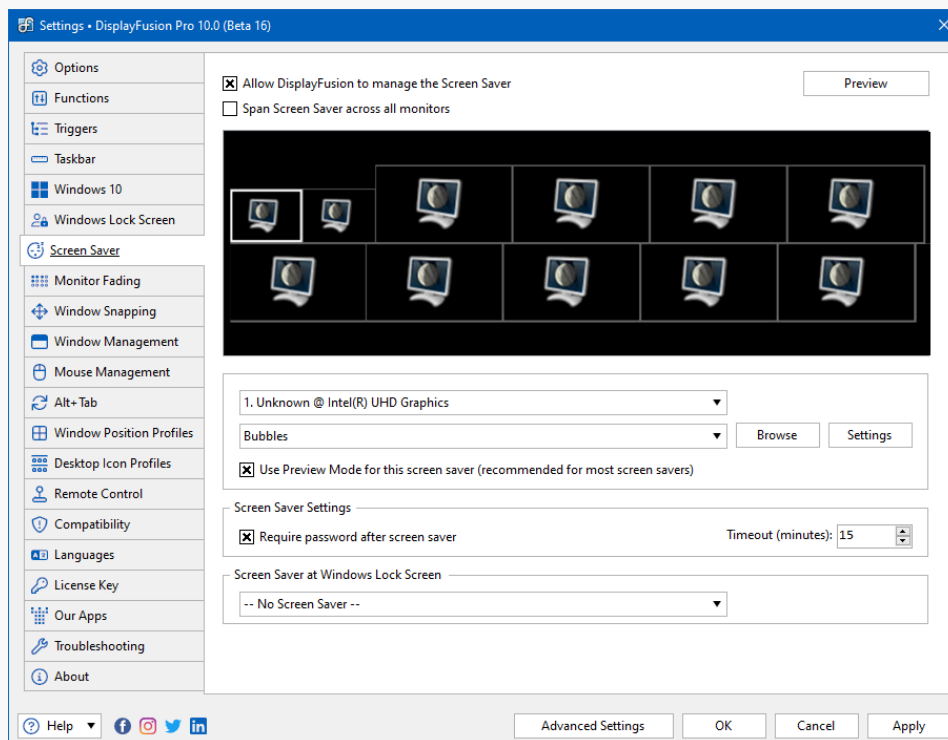 Settings • DisplayFusion Pro 10.0 (Beta 16)
Options
Functions
Triggers
Taskbar
Windows 10
Windows Lock Screen
Screen Saver
Monitor Fading
Window Snapping
Window Management
Mouse Management
Alt+Tab
Window Position Profiles
Desktop Icon Profiles
Remote Control
Compatibility
Languages
License Key
Our Apps
Troubleshooting
About
Allow DisplayFusion to manage the Screen Saver
Preview
Span Screen Saver across all monitors
1. Unknown @ Intel(R) UHD Graphics
Bubbles
Browse
Settings
Use Preview Mode for this screen saver (recommended for most screen savers)
Screen Saver Settings
Require password after screen saver
Timeout (minutes): 15
Screen Saver at Windows Lock Screen
-- No Screen Saver --
Help
Advanced Settings
OK
Cancel
Apply